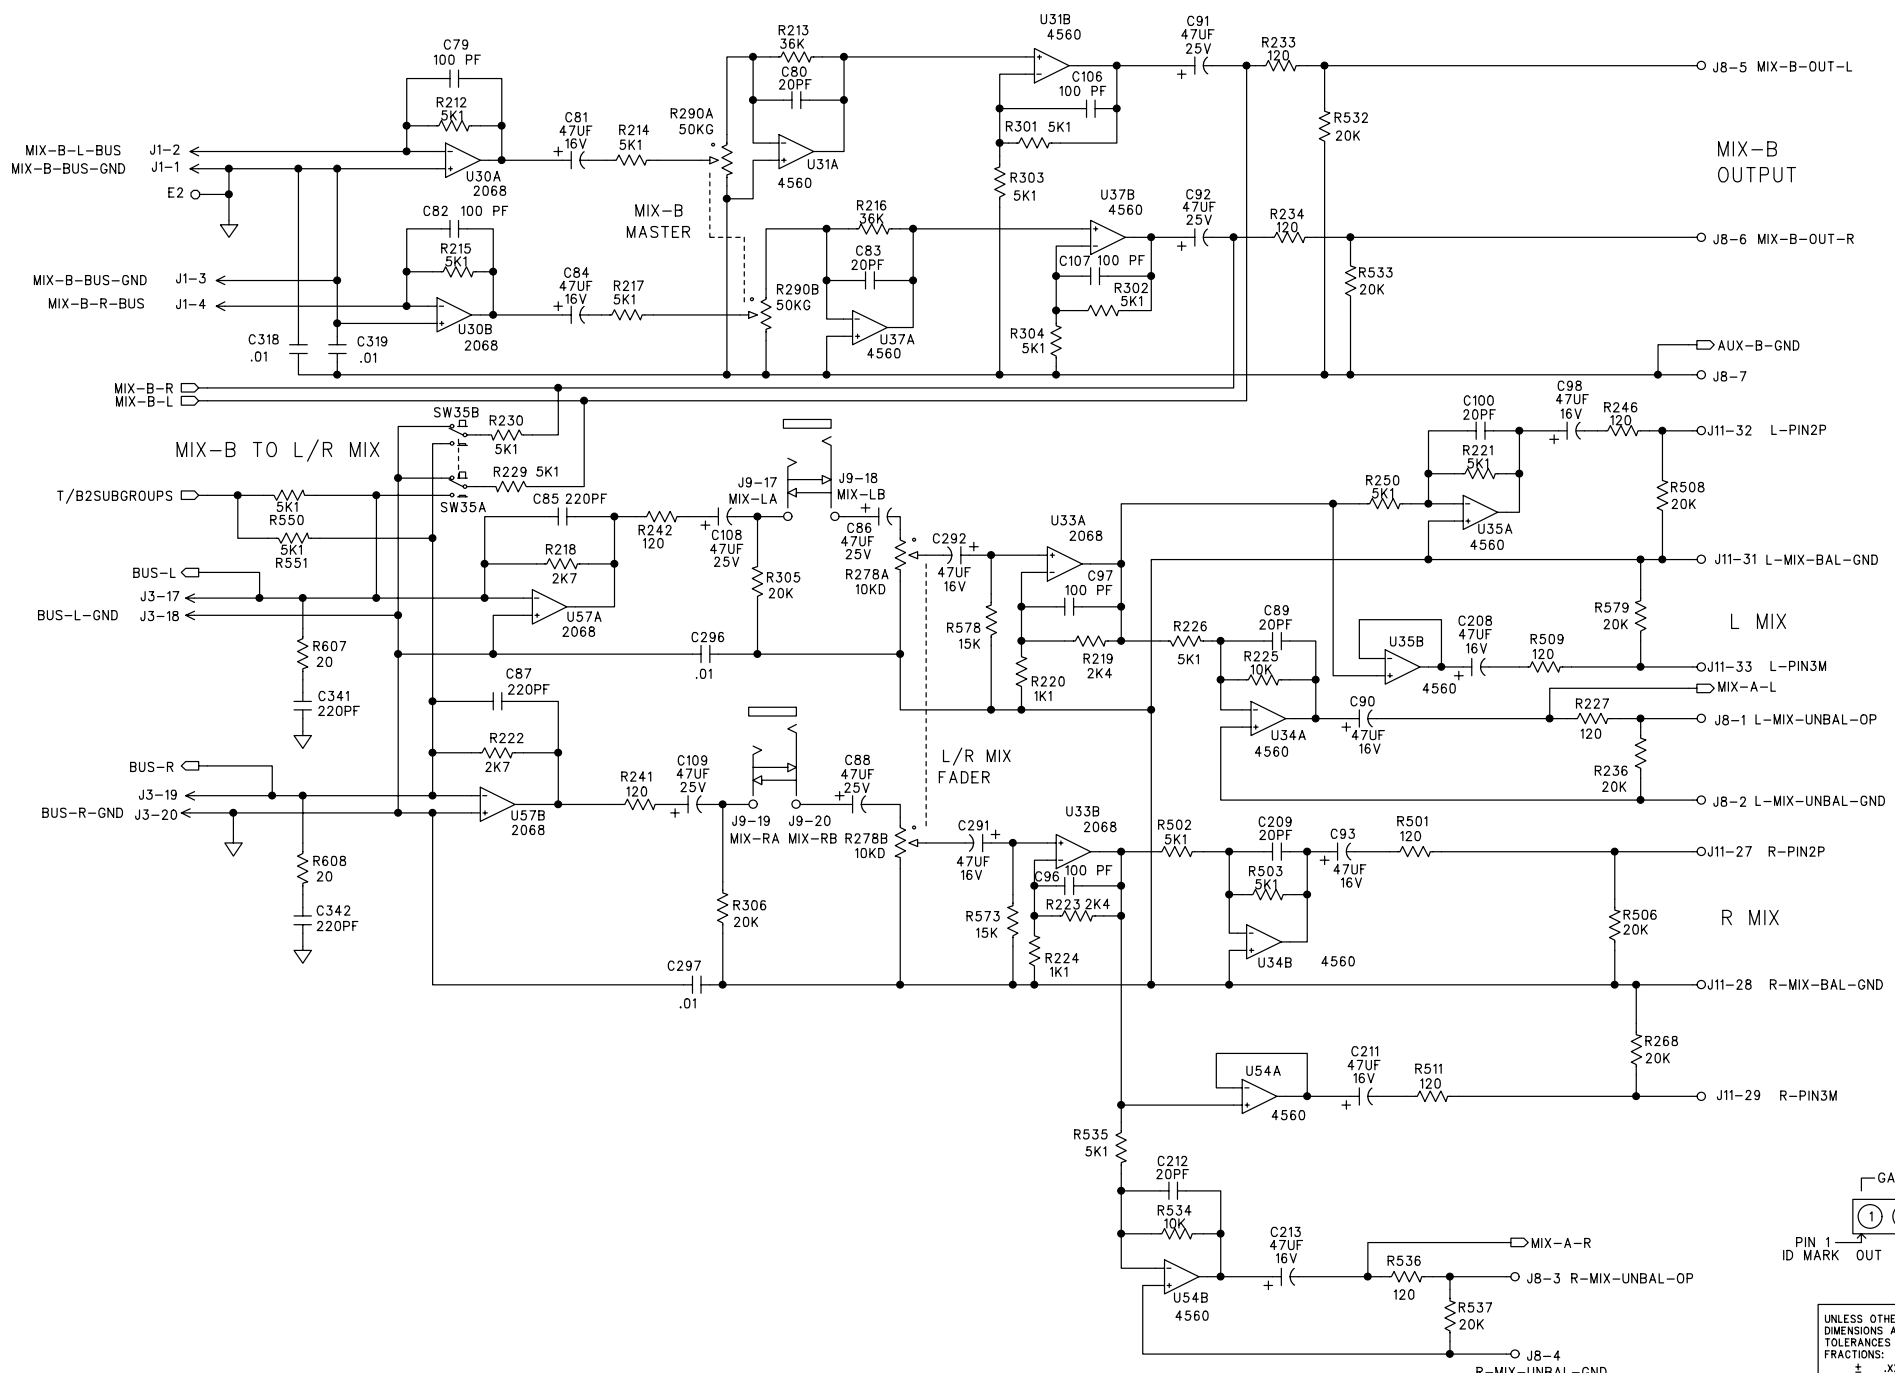 C79
100 PF
R212
5K1
MIX-B-L-BUS J1-2
MIX-B-BUS-GND J1-1
E2
U30A
2068
C81
47UF
16V
+
R214
5K1
R290A
50KG
R213
36K
C80
20PF
U31A
4560
U31B
4560
C106
100 PF
R301 5K1
R303
5K1
C91
47UF
25V
+
R233
120
J8-5 MIX-B-OUT-L
R532
20K
MIX-B
OUTPUT
C82 100 PF
R215
5K1
MIX-B
MASTER
MIX-B-BUS-GND J1-3
MIX-B-R-BUS J1-4
U30B
2068
C84
47UF
16V
+
R217
5K1
R290B
50KG
R216
36K
C83
20PF
U37A
4560
U37B
4560
C107 100 PF
R302
5K1
R304
5K1
C92
47UF
25V
+
R234
120
J8-6 MIX-B-OUT-R
R533
20K
C318
.01
C319
.01
AUX-B-GND
J8-7
MIX-B-R
MIX-B-L
SW35B
R230
5K1
MIX-B TO L/R MIX
R229 5K1
T/B2SUBGROUPS
SW35A
5K1
R550
5K1
R551
C85 220PF
R218
2K7
U57A
2068
R242
120
+
C108
47UF
25V
J9-17
MIX-LA
J9-18
MIX-LB
+
C86
47UF
25V
R305
20K
R278A
10KD
C292
+
47UF
16V
R578
15K
U33A
2068
C97
100 PF
R219
2K4
R220
1K1
R250
5K1
C100
20PF
R221
5K1
U35A
4560
C98
47UF
16V
+
R246
120
J11-32 L-PIN2P
R508
20K
J11-31 L-MIX-BAL-GND
R579
20K
L MIX
BUS-L
J3-17
BUS-L-GND J3-18
R607
20
C341
220PF
C296
.01
R226
5K1
C89
20PF
R225
10K
U34A
4560
U35B
4560
C208
47UF
16V
+
R509
120
J11-33 L-PIN3M
MIX-A-L
C90
+
47UF
16V
R227
120
J8-1 L-MIX-UNBAL-OP
R236
20K
J8-2 L-MIX-UNBAL-GND
C87
220PF
R222
2K7
BUS-R
J3-19
BUS-R-GND J3-20
U57B
2068
R241
120
C109
47UF
25V
+
J9-19
MIX-RA
J9-20
MIX-RB
C88
47UF
25V
+
L/R MIX
FADER
R278B
10KD
C291
+
47UF
16V
U33B
2068
100 PF
C96
R223 2K4
R573
15K
R224
1K1
R502
5K1
C209
20PF
R503
5K1
U34B 4560
C93
+
47UF
16V
R501
120
J11-27 R-PIN2P
R506
20K
R MIX
R608
20
C342
220PF
R306
20K
C297
.01
J11-28 R-MIX-BAL-GND
R268
20K
U54A
4560
C211
47UF
16V
+
R511
120
J11-29 R-PIN3M
R535
5K1
C212
20PF
R534
10K
U54B
4560
C213
47UF
16V
+
MIX-A-R
R536
120
J8-3 R-MIX-UNBAL-OP
R537
20K
J8-4
R-MIX-UNBAL-GND
GA
1
PIN 1
ID MARK OUT
UNLESS OTHE
DIMENSIONS A
TOLERANCES
FRACTIONS:
± .X